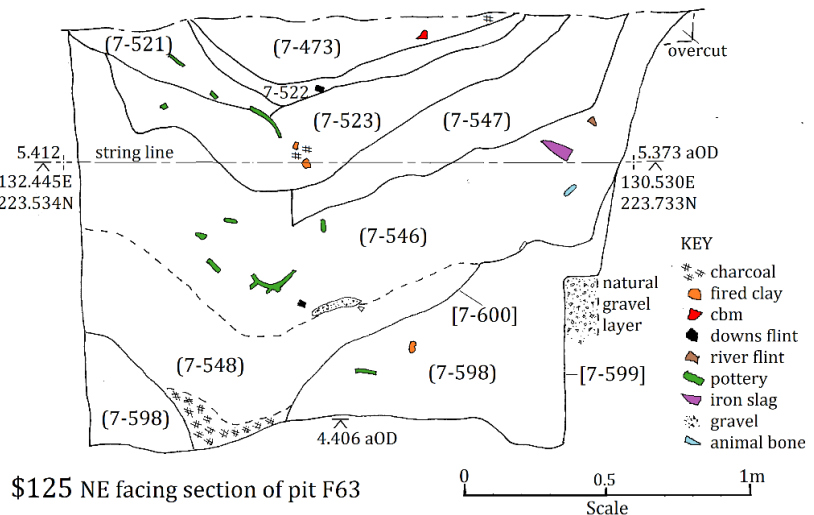 (7-521)
(7-473)
overcut
7-522
(7-523)
(7-547)
5.412
string line
5.373 aOD
132.445E
223.534N
130.530E
223.733N
(7-546)
KEY
charcoal
fired clay
cbm
downs flint
river flint
pottery
iron slag
gravel
animal bone
natural
gravel
layer
[7-600]
(7-548)
(7-598)
[7-599]
(7-598)
4.406 aOD
$125 NE facing section of pit F63
0
0.5
1m
Scale